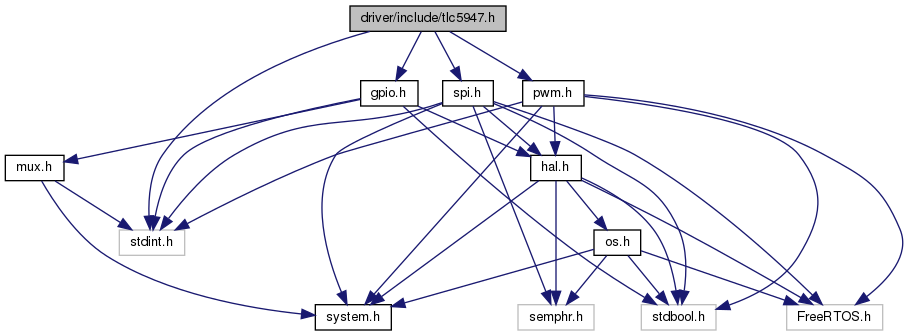 driver/include/tlc5947.h
gpio.h
spi.h
pwm.h
mux.h
hal.h
stdint.h
os.h
system.h
semphr.h
stdbool.h
FreeRTOS.h